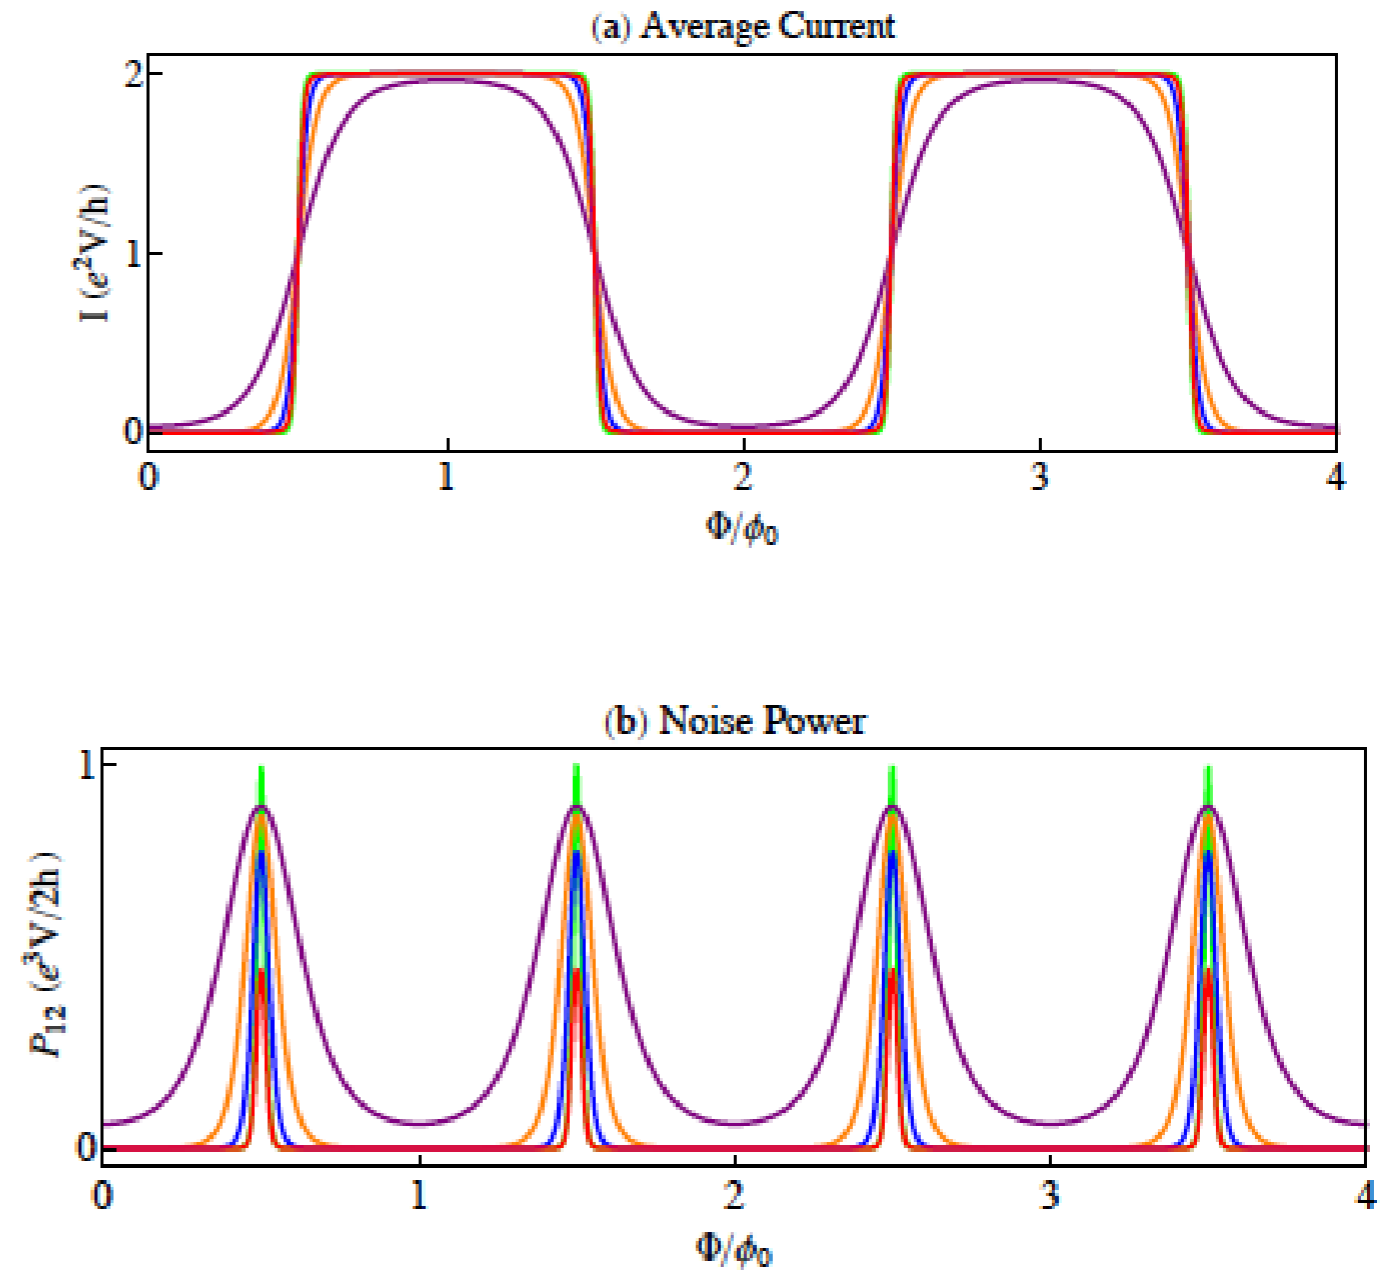 (a) Average Current
2
1
0
I (e²V/h)
0 1 2 3 4
Φ/ϕ₀
(b) Noise Power
1
0
P₁₂ (e³V/2h)
0 1 2 3 4
Φ/ϕ₀